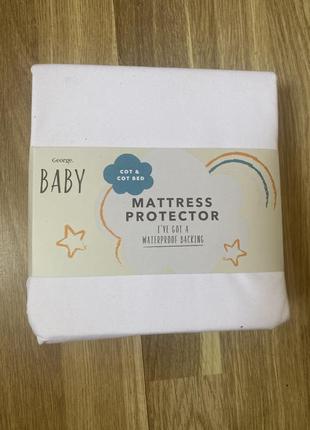 George.
BABY
COT &
COT BED
MATTRESS
PROTECTOR
I'VE GOT A
WATERPROOF BACKING